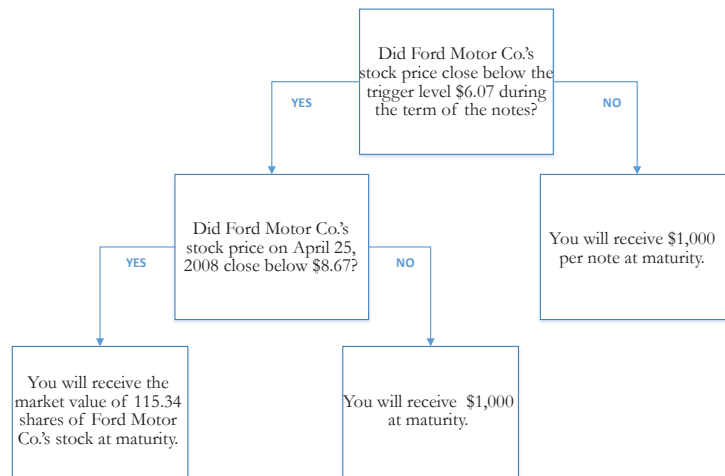 Did Ford Motor Co.'s
stock price close below the
trigger level $6.07 during
the term of the notes?
YES
NO
Did Ford Motor Co.'s
stock price on April 25,
2008 close below $8.67?
You will receive $1,000
per note at maturity.
YES
NO
You will receive the
market value of 115.34
shares of Ford Motor
Co.'s stock at maturity.
You will receive $1,000
at maturity.